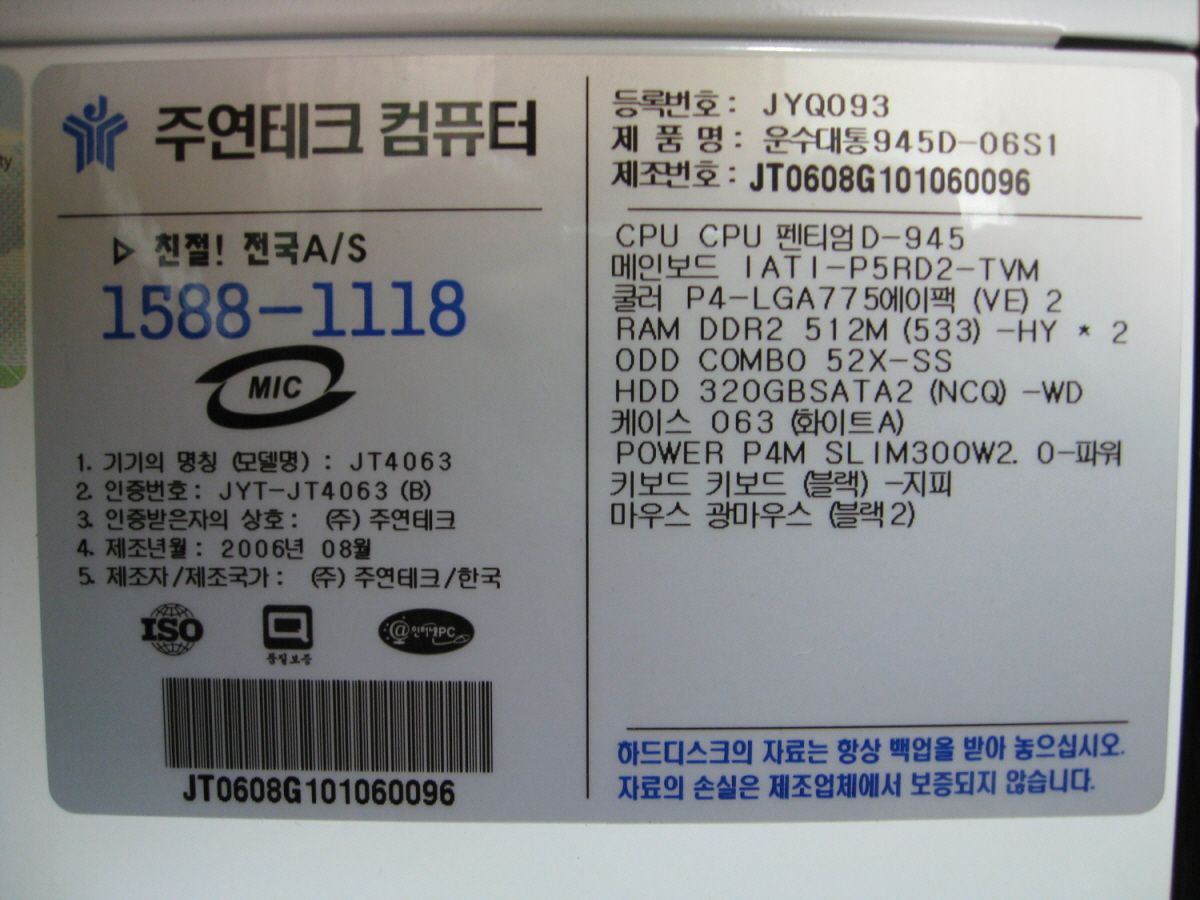 주연테크 컴퓨터
▷ 친절! 전국A/S
1588-1118
MIC
1. 기기의 명칭 (모델명) : JT4063
2. 인증번호 : JYT-JT4063 (B)
3. 인증받은자의 상호 : (주) 주연테크
4. 제조년월 : 2006년 08월
5. 제조자/제조국가 : (주) 주연테크/한국
ISO
품질보증
@인터넷PC
JT0608G101060096
등록번호 : JYQ093
제 품 명 : 운수대통945D-06S1
제조번호 : JT0608G101060096
CPU CPU 펜티엄D-945
메인보드 IATI-P5RD2-TVM
쿨러 P4-LGA775에이팩 (VE) 2
RAM DDR2 512M (533) -HY * 2
ODD COMBO 52X-SS
HDD 320GBSATA2 (NCQ) -WD
케이스 063 (화이트A)
POWER P4M SLIM300W2. 0-파워
키보드 키보드 (블랙) -지피
마우스 광마우스 (블랙2)
하드디스크의 자료는 항상 백업을 받아 놓으십시오.
자료의 손실은 제조업체에서 보증되지 않습니다.